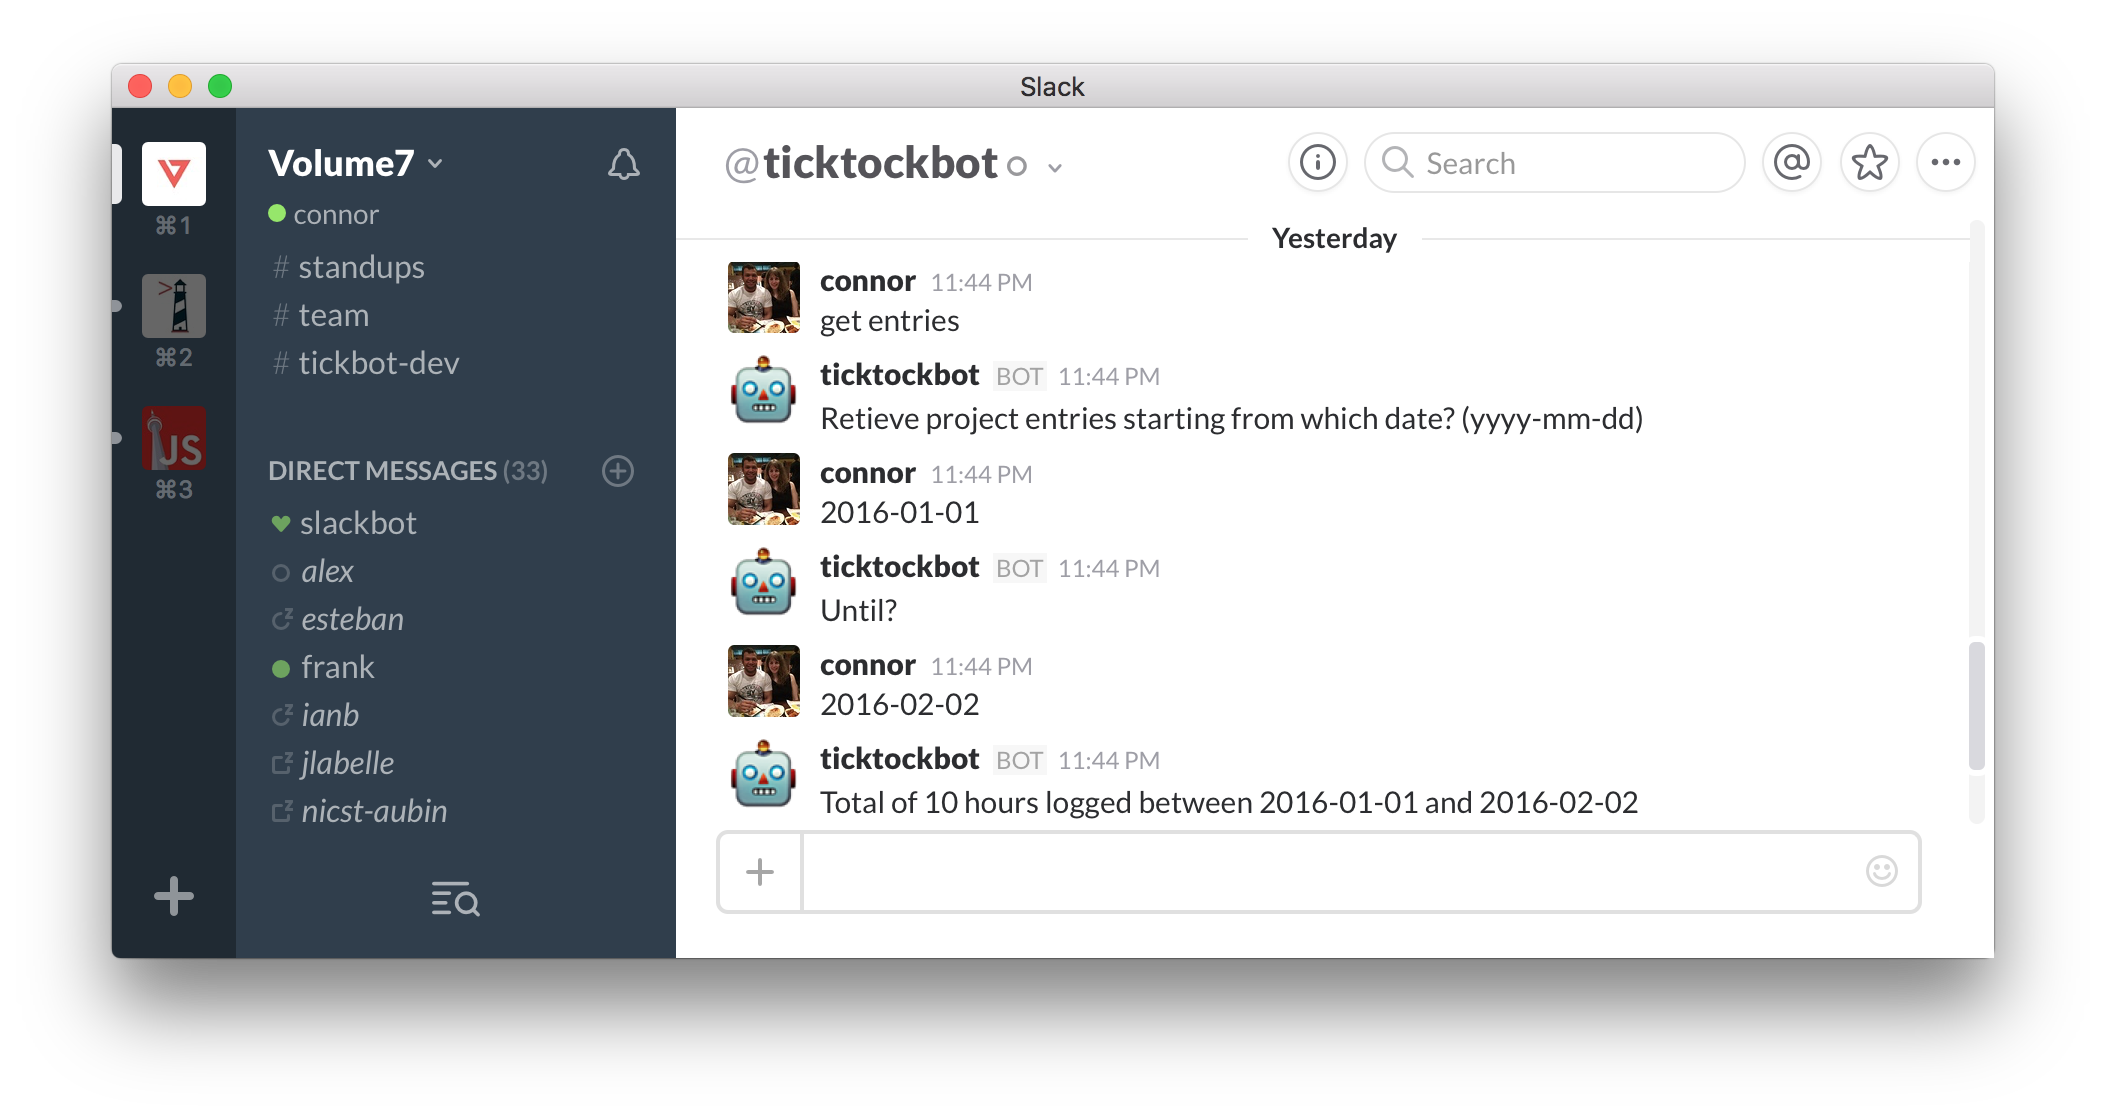 Slack
⌘1
⌘2
JS
⌘3
Volume7
connor
# standups
# team
# tickbot-dev
DIRECT MESSAGES (33)
slackbot
alex
esteban
frank
ianb
jlabelle
nicst-aubin
@ticktockbot
Search
Yesterday
connor 11:44 PM
get entries
ticktockbot BOT 11:44 PM
Retieve project entries starting from which date? (yyyy-mm-dd)
connor 11:44 PM
2016-01-01
ticktockbot BOT 11:44 PM
Until?
connor 11:44 PM
2016-02-02
ticktockbot BOT 11:44 PM
Total of 10 hours logged between 2016-01-01 and 2016-02-02